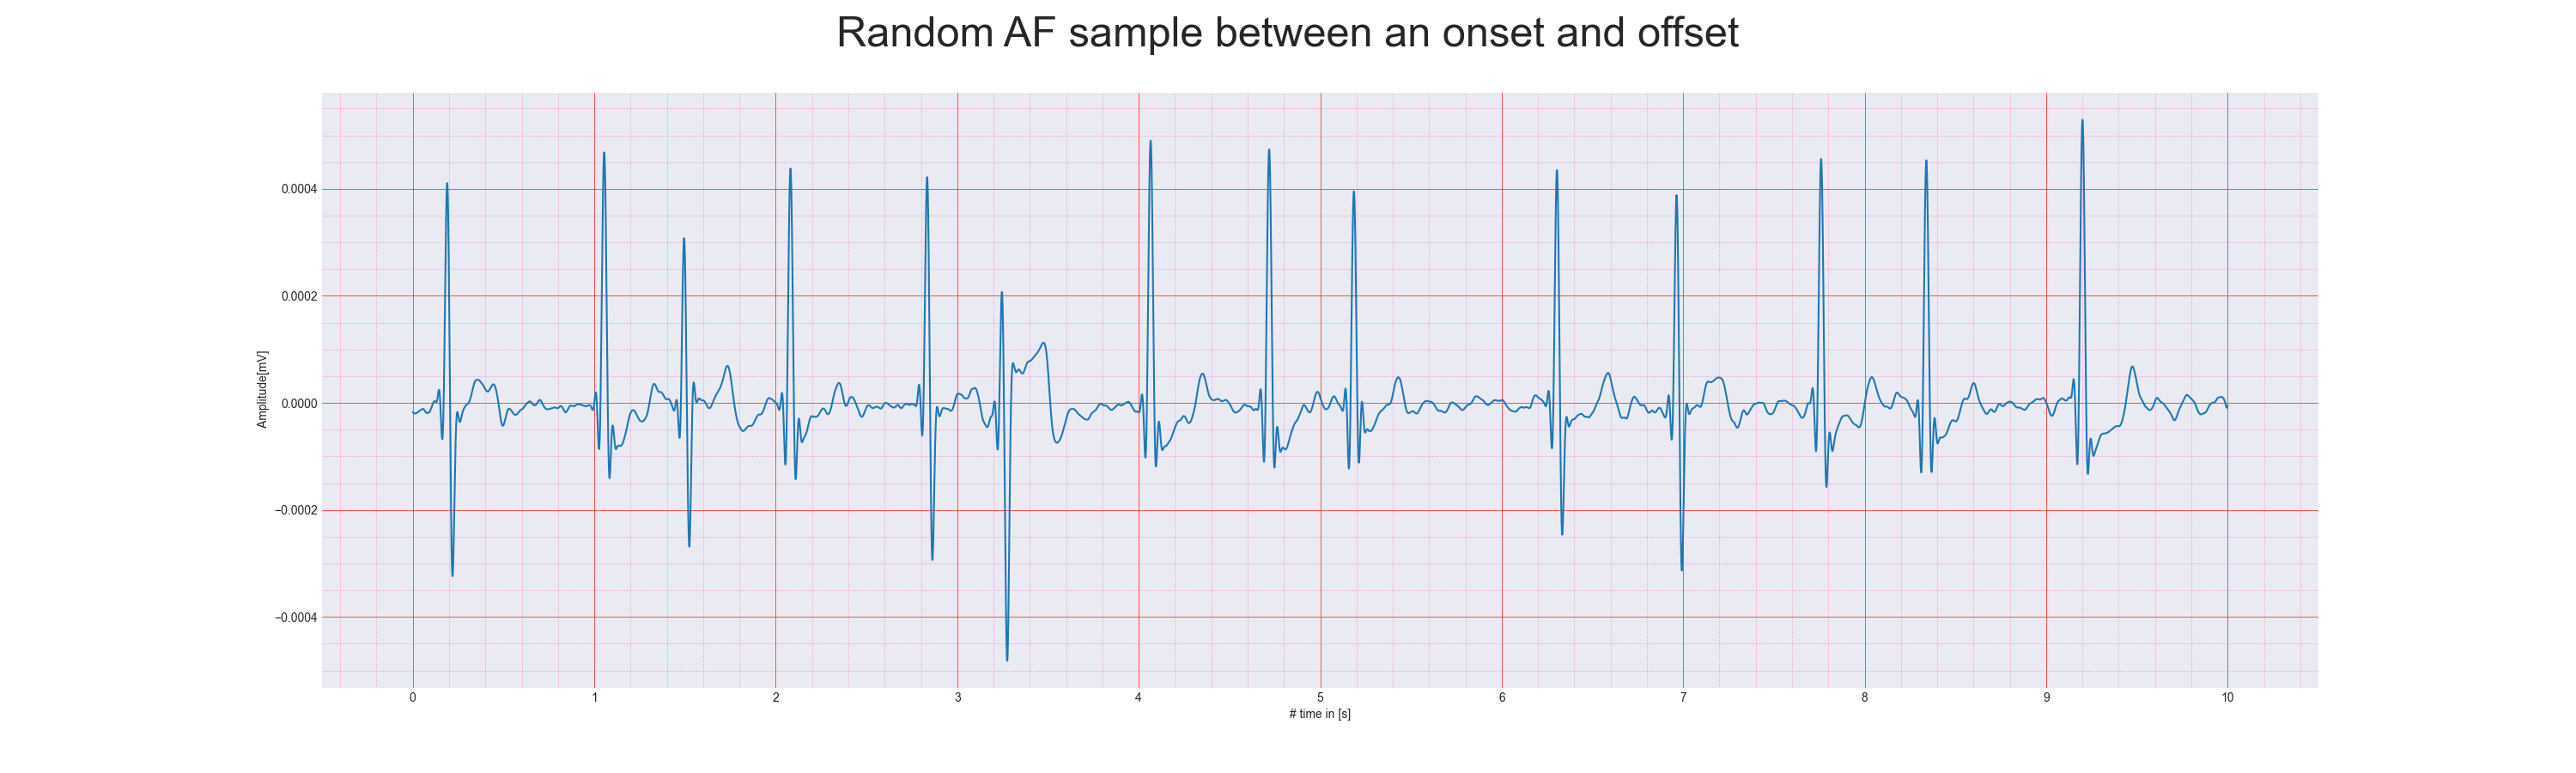 Random AF sample between an onset and offset
Amplitude[mV]
0.0004
0.0002
0.0000
−0.0002
−0.0004
0 1 2 3 4 5 6 7 8 9 10
# time in [s]